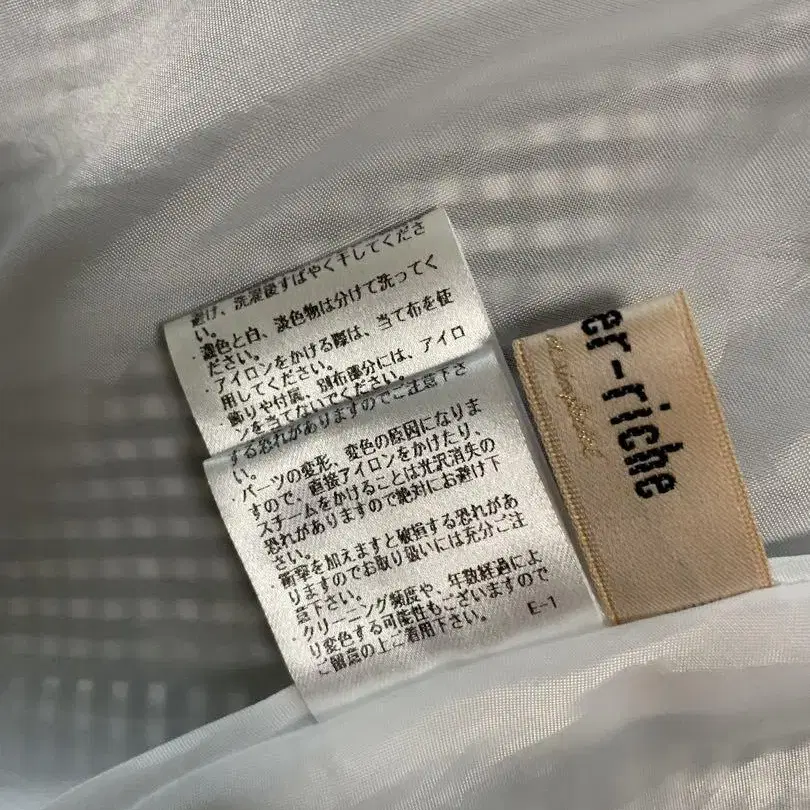 避け、洗濯後すばやく干してくださ
い。
・濃色と白、淡色物は分けて洗ってく
ださい。
・アイロンをかける際は、当て布を使
用してください。
・飾りや付属、別布部分には、アイロ
ンを当てないでください。
する恐れがありますのでご注意下さ
い。
・パーツの変形、変色の原因になりま
すので、直接アイロンをかけたり、
スチームをかけることは光沢消失の
恐れがありますので絶対にお避け下
さい。
・衝撃を加えますと破損する恐れがあ
りますのでお取り扱いには充分ご注
意下さい。
・クリーニング頻度や、年数経過によ
り変色する可能性もございますので
ご留意の上ご着用下さい。
E-1
er-riche